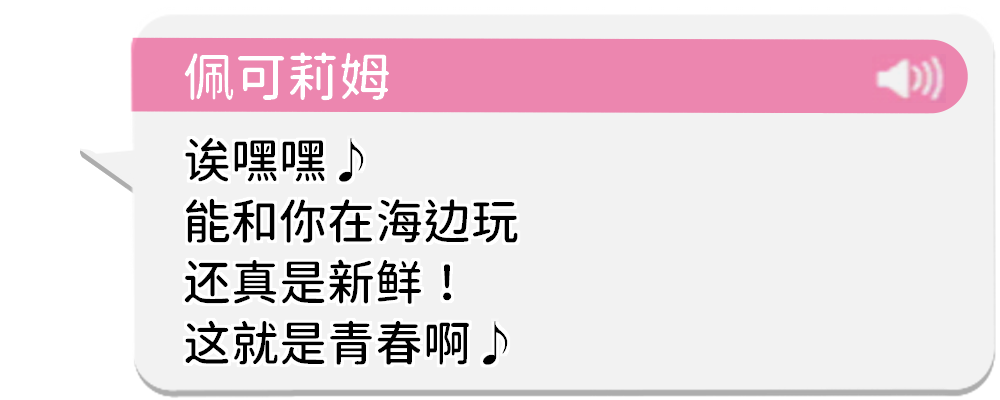 佩可莉姆
诶嘿嘿♪
能和你在海边玩
还真是新鲜！
这就是青春啊♪